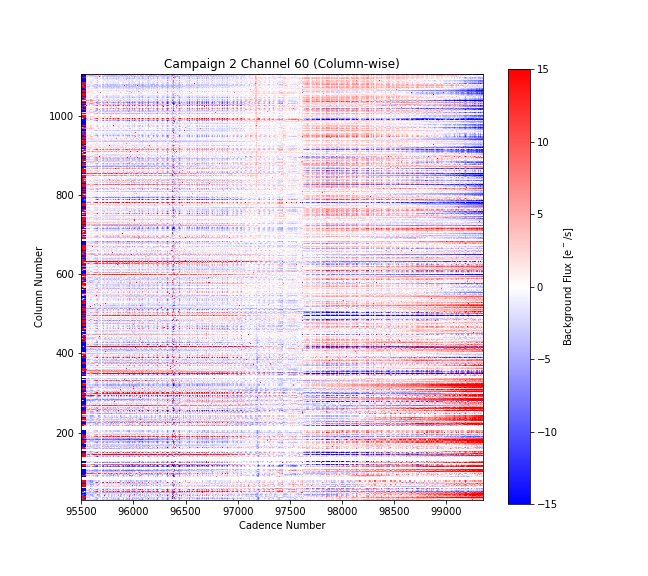 Campaign 2 Channel 60 (Column-wise)
1000
800
600
400
200
Column Number
95500 96000 96500 97000 97500 98000 98500 99000
Cadence Number
15
10
5
0
−5
−10
−15
Background Flux [e⁻/s]